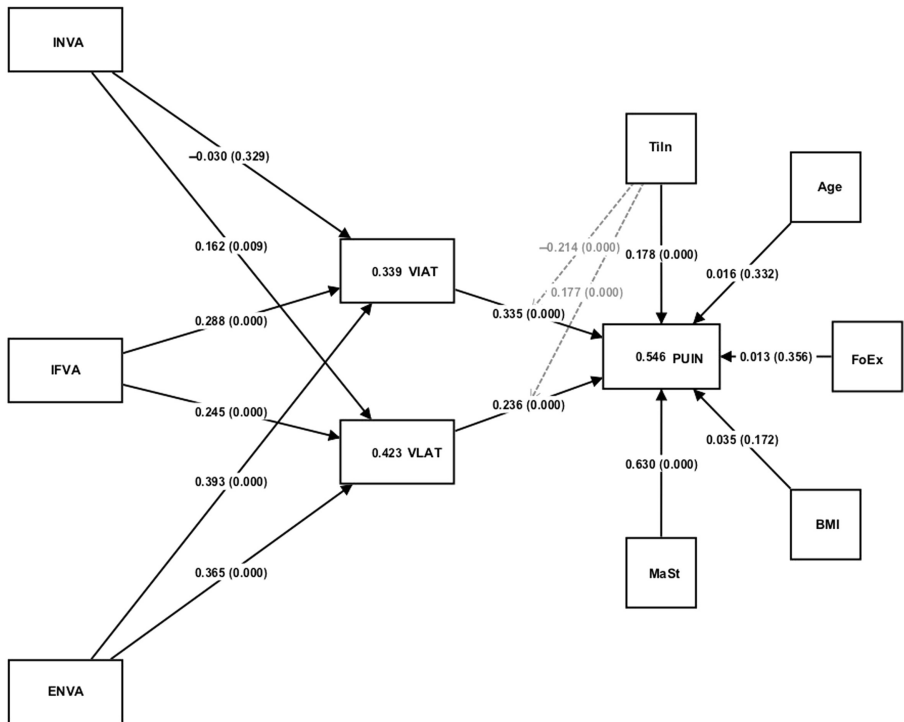 INVA
–0.030 (0.329)
0.162 (0.009)
TiIn
Age
–0.214 (0.000)
0.178 (0.000)
0.177 (0.000)
0.016 (0.332)
0.339 VIAT
0.288 (0.000)
0.335 (0.000)
IFVA
0.546 PUIN
0.013 (0.356)
FoEx
0.245 (0.000)
0.236 (0.000)
0.423 VLAT
0.035 (0.172)
0.393 (0.000)
0.630 (0.000)
BMI
0.365 (0.000)
MaSt
ENVA